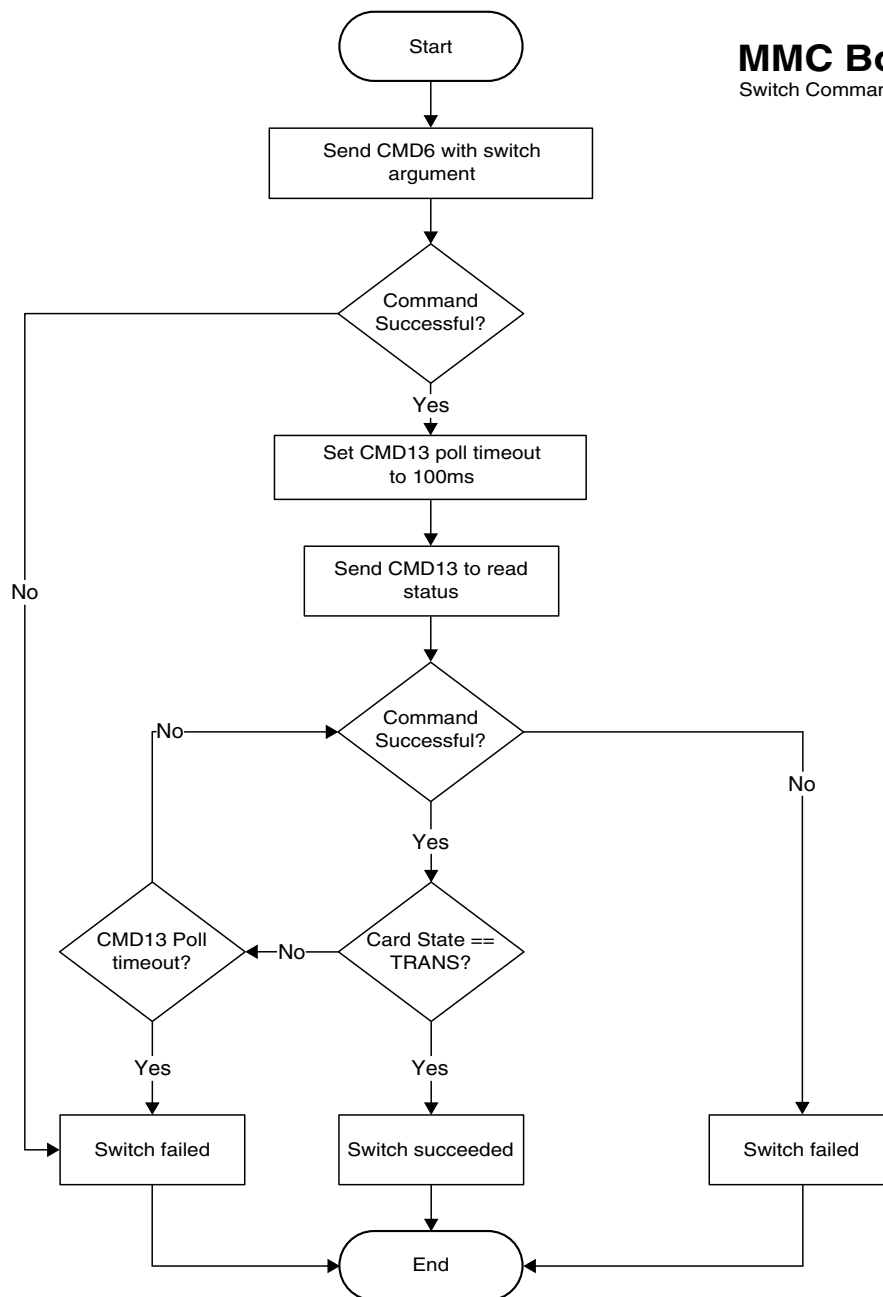 Start
MMC Bo
Switch Comman
Send CMD6 with switch
argument
Command
Successful?
Yes
Set CMD13 poll timeout
to 100ms
Send CMD13 to read
status
No
Command
Successful?
No
No
Yes
CMD13 Poll
timeout?
No
Card State ==
TRANS?
Yes
Yes
Switch failed
Switch succeeded
Switch failed
End